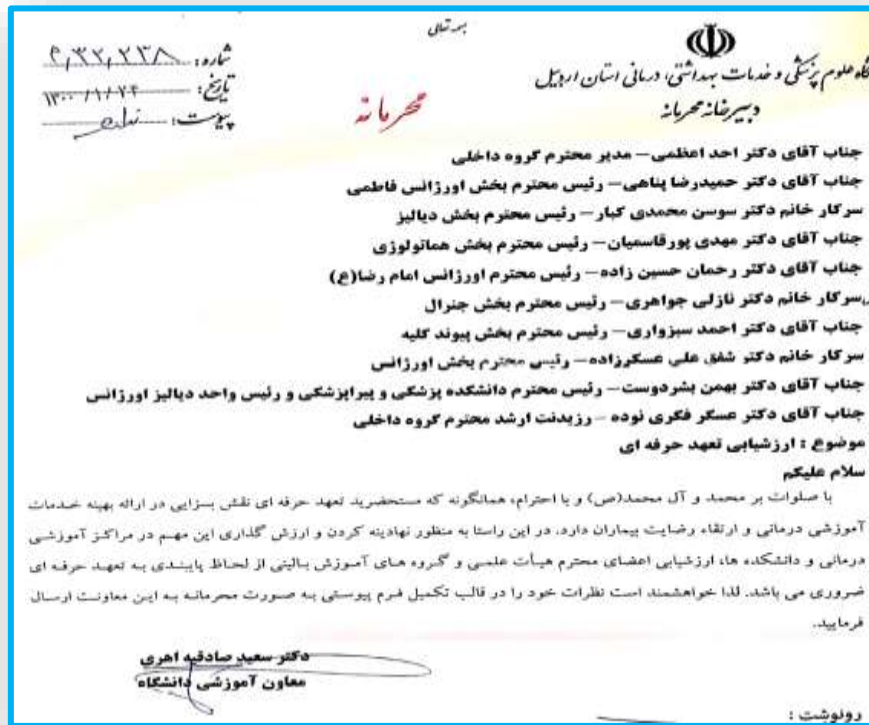 بسمه تعالی
شماره: ۹,۳۲,۲۳۸
تاریخ: ۱۴۰۰/۱/۲۴
پیوست:
گاه علوم پزشکی و خدمات بهداشتی، درمانی استان اردبیل
دبیرخانه محرمانه
محرمانه
جناب آقای دکتر احد اعظمی– مدیر محترم گروه داخلی
جناب آقای دکتر حمیدرضا پناهی– رئیس محترم بخش اورژانس فاطمی
سرکار خانم دکتر سوسن محمدی کبار– رئیس محترم بخش دیالیز
جناب آقای دکتر مهدی پورقاسمیان– رئیس محترم بخش هماتولوژی
جناب آقای دکتر رحمان حسین زاده– رئیس محترم اورژانس امام رضا(ع)
سرکار خانم دکتر نازلی جواهری– رئیس محترم بخش جنرال
جناب آقای دکتر احمد سبزواری– رئیس محترم بخش پیوند کلیه
سرکار خانم دکتر شفق علی عسکرزاده– رئیس محترم بخش اورژانس
جناب آقای دکتر بهمن بشردوست– رئیس محترم دانشکده پزشکی و پیراپزشکی و رئیس واحد دیالیز اورژانس
جناب آقای دکتر عسکر فکری نوده – رزیدنت ارشد محترم گروه داخلی
موضوع : ارزشیابی تعهد حرفه ای
سلام علیکم
با صلوات بر محمد و آل محمد(ص) و با احترام، همانگونه که مستحضرید تعهد حرفه ای نقش بسزایی در ارائه بهینه خدمات
آموزشی درمانی و ارتقاء رضایت بیماران دارد. در این راستا به منظور نهادینه کردن و ارزش گذاری این مهم در مراکز آموزشی
درمانی و دانشکده ها، ارزشیابی اعضای محترم هیأت علمی و گروه های آموزش بالینی از لحاظ پایبندی به تعهد حرفه ای
ضروری می باشد. لذا خواهشمند است نظرات خود را در قالب تکمیل فرم پیوستی به صورت محرمانه به این معاونت ارسال
فرمایید.
دکتر سعید صادقیه اهری
معاون آموزشی دانشگاه
رونوشت :